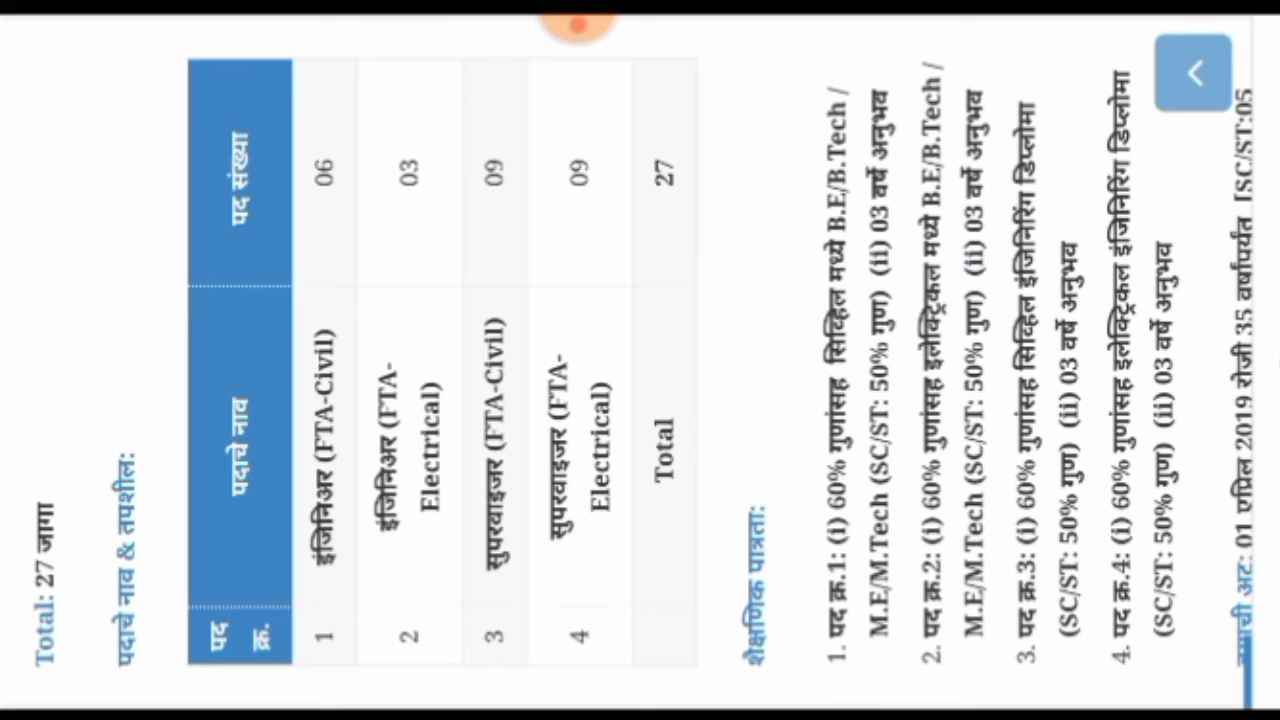 Total: 27 जागा
पदाचे नाव & तपशील:
पद क्र. पदाचे नाव पद संख्या
1 इंजिनिअर (FTA-Civil) 06
2 इंजिनिअर (FTA-
Electrical) 03
3 सुपरवाइजर (FTA-Civil) 09
4 सुपरवाइजर (FTA-
Electrical) 09
Total 27
शैक्षणिक पात्रता:
1. पद क्र.1: (i) 60% गुणांसह सिव्हिल मध्ये B.E/B.Tech /
M.E/M.Tech (SC/ST: 50% गुण) (ii) 03 वर्षे अनुभव
2. पद क्र.2: (i) 60% गुणांसह इलेक्ट्रिकल मध्ये B.E/B.Tech /
M.E/M.Tech (SC/ST: 50% गुण) (ii) 03 वर्षे अनुभव
3. पद क्र.3: (i) 60% गुणांसह सिव्हिल इंजिनिरिंग डिप्लोमा
(SC/ST: 50% गुण) (ii) 03 वर्षे अनुभव
4. पद क्र.4: (i) 60% गुणांसह इलेक्ट्रिकल इंजिनिरिंग डिप्लोमा
(SC/ST: 50% गुण) (ii) 03 वर्षे अनुभव
अट: 01 एप्रिल 2019 रोजी 35 वर्षांपर्यंत [SC/ST:05